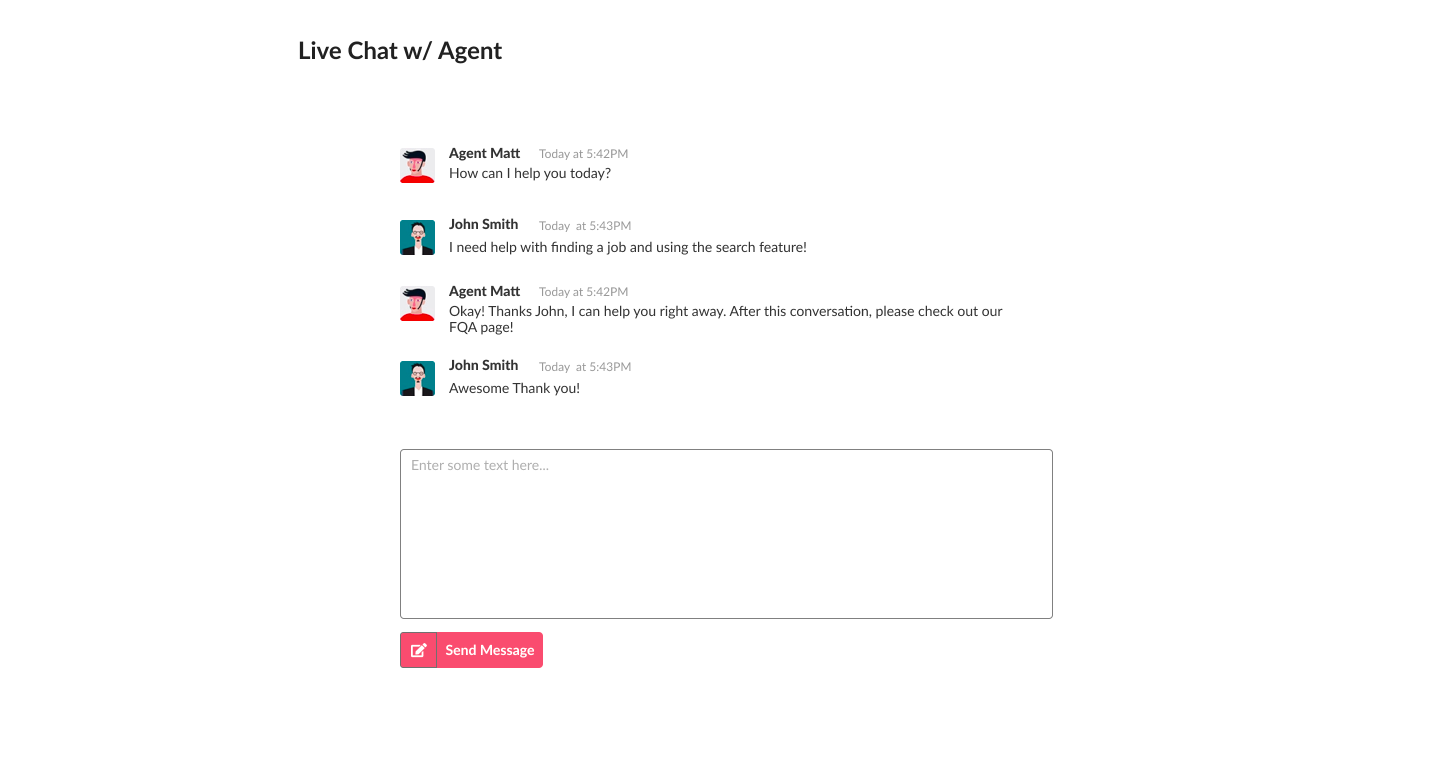 Live Chat w/ Agent
Agent Matt Today at 5:42PM
How can I help you today?
John Smith Today at 5:43PM
I need help with finding a job and using the search feature!
Agent Matt Today at 5:42PM
Okay! Thanks John, I can help you right away. After this conversation, please check out our
FQA page!
John Smith Today at 5:43PM
Awesome Thank you!
Enter some text here...
Send Message